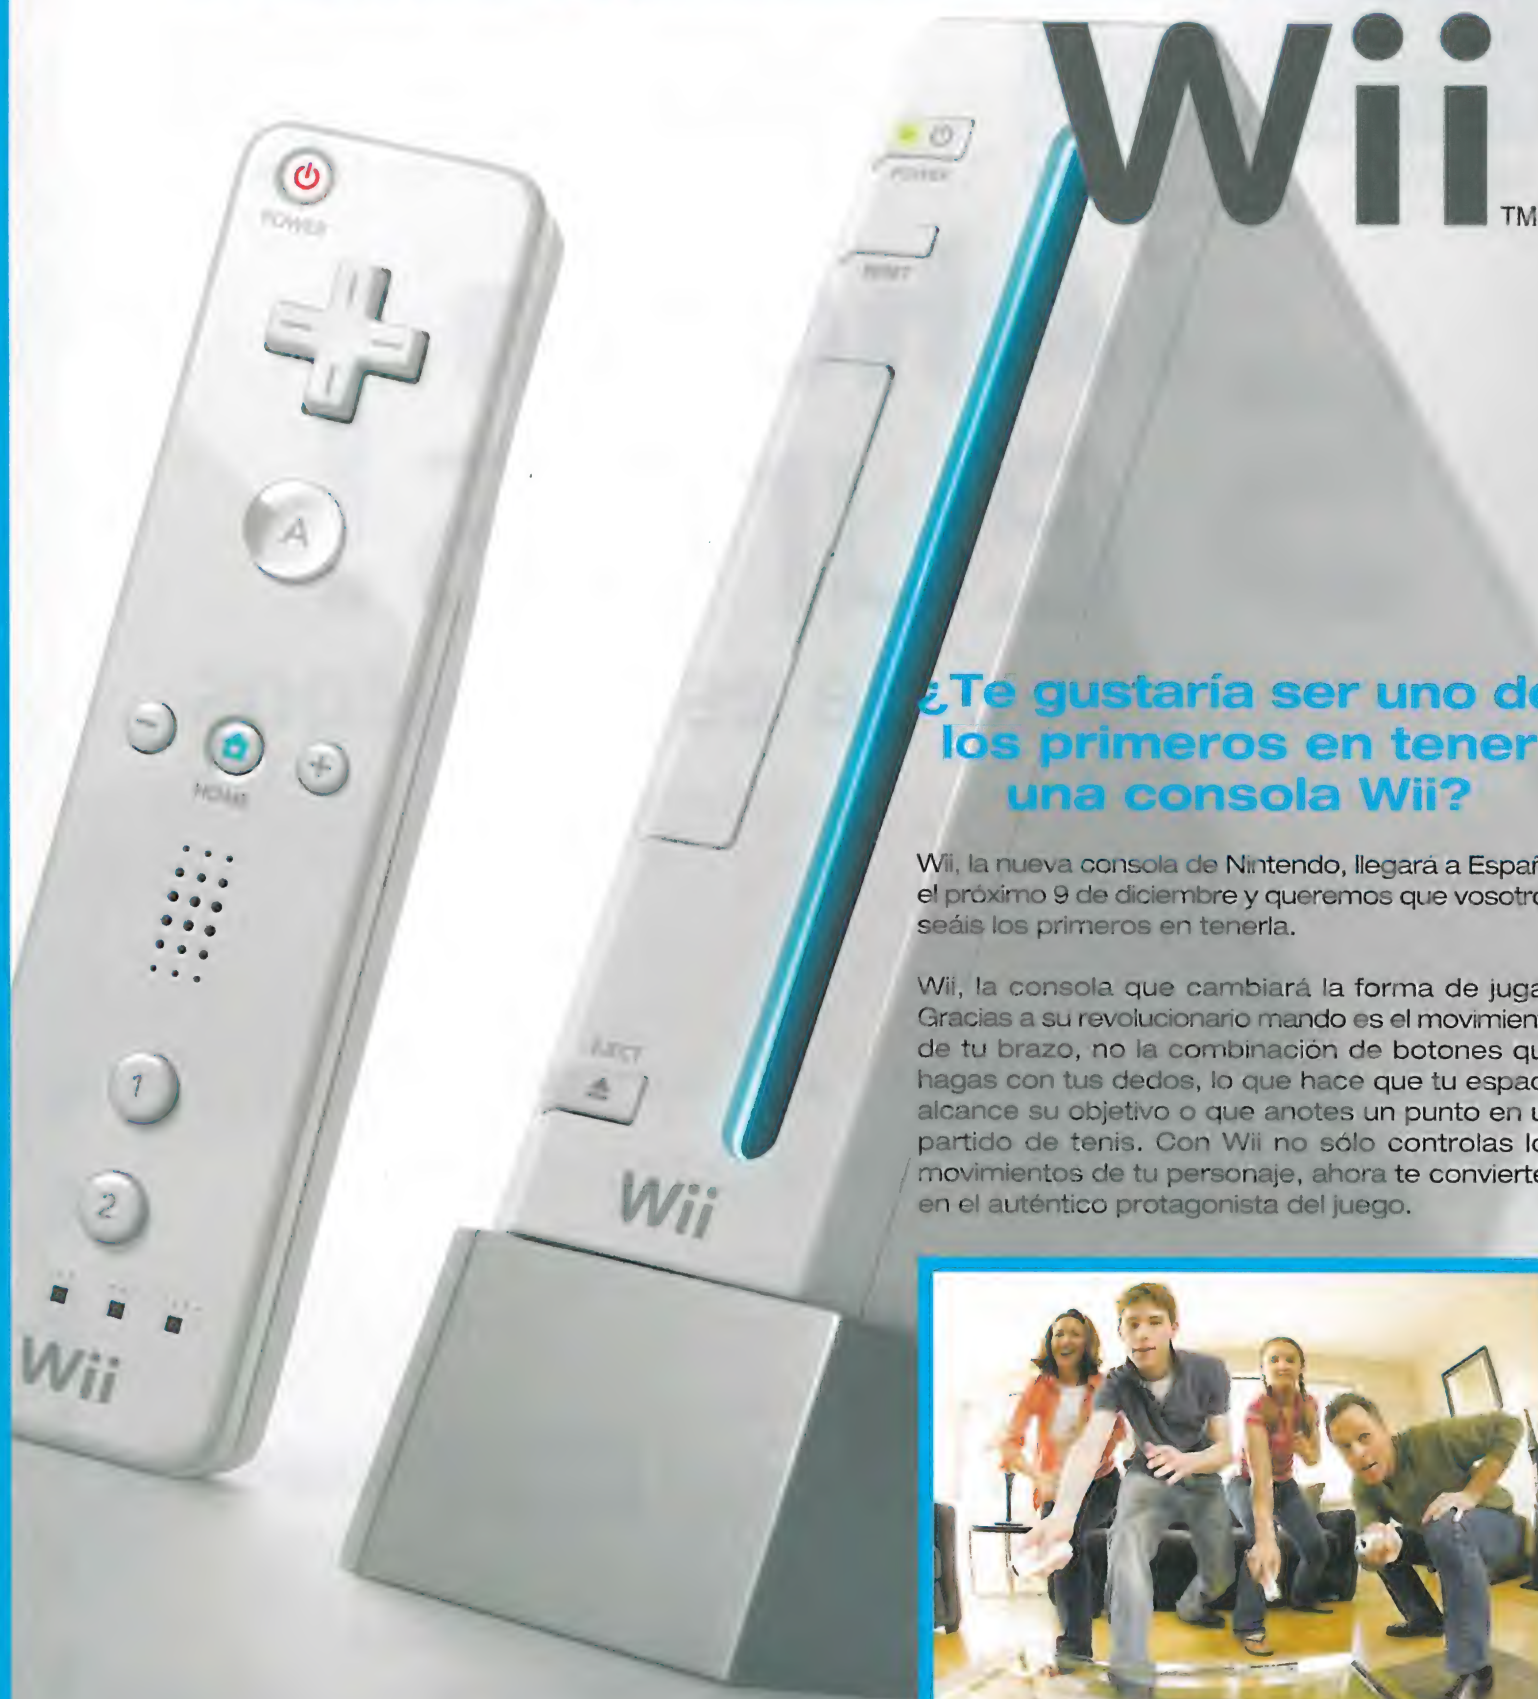 Wii
TM
POWER
POWER
RESET
A
¿Te gustaría ser uno de
los primeros en tener
una consola Wii?
- +
HOME
Wii, la nueva consola de Nintendo, llegará a Españ
el próximo 9 de diciembre y queremos que vosotro
seáis los primeros en tenerla.
Wii, la consola que cambiará la forma de juga
Gracias a su revolucionario mando es el movimien
de tu brazo, no la combinación de botones qu
hagas con tus dedos, lo que hace que tu espad
alcance su objetivo o que anotes un punto en u
partido de tenis. Con Wii no sólo controlas lo
movimientos de tu personaje, ahora te convierte
en el auténtico protagonista del juego.
EJECT
1
2
Wii
Wii